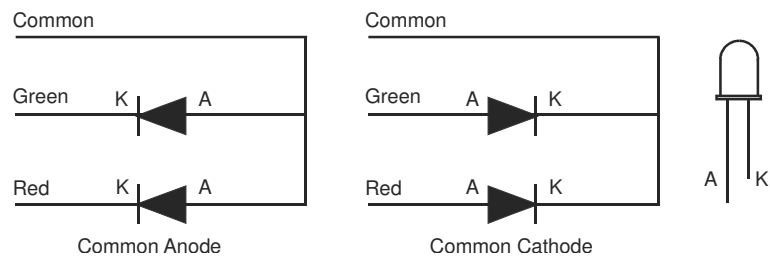 Common
Common
Green K A
Green A K
A K
Red K A
Red A K
Common Anode
Common Cathode